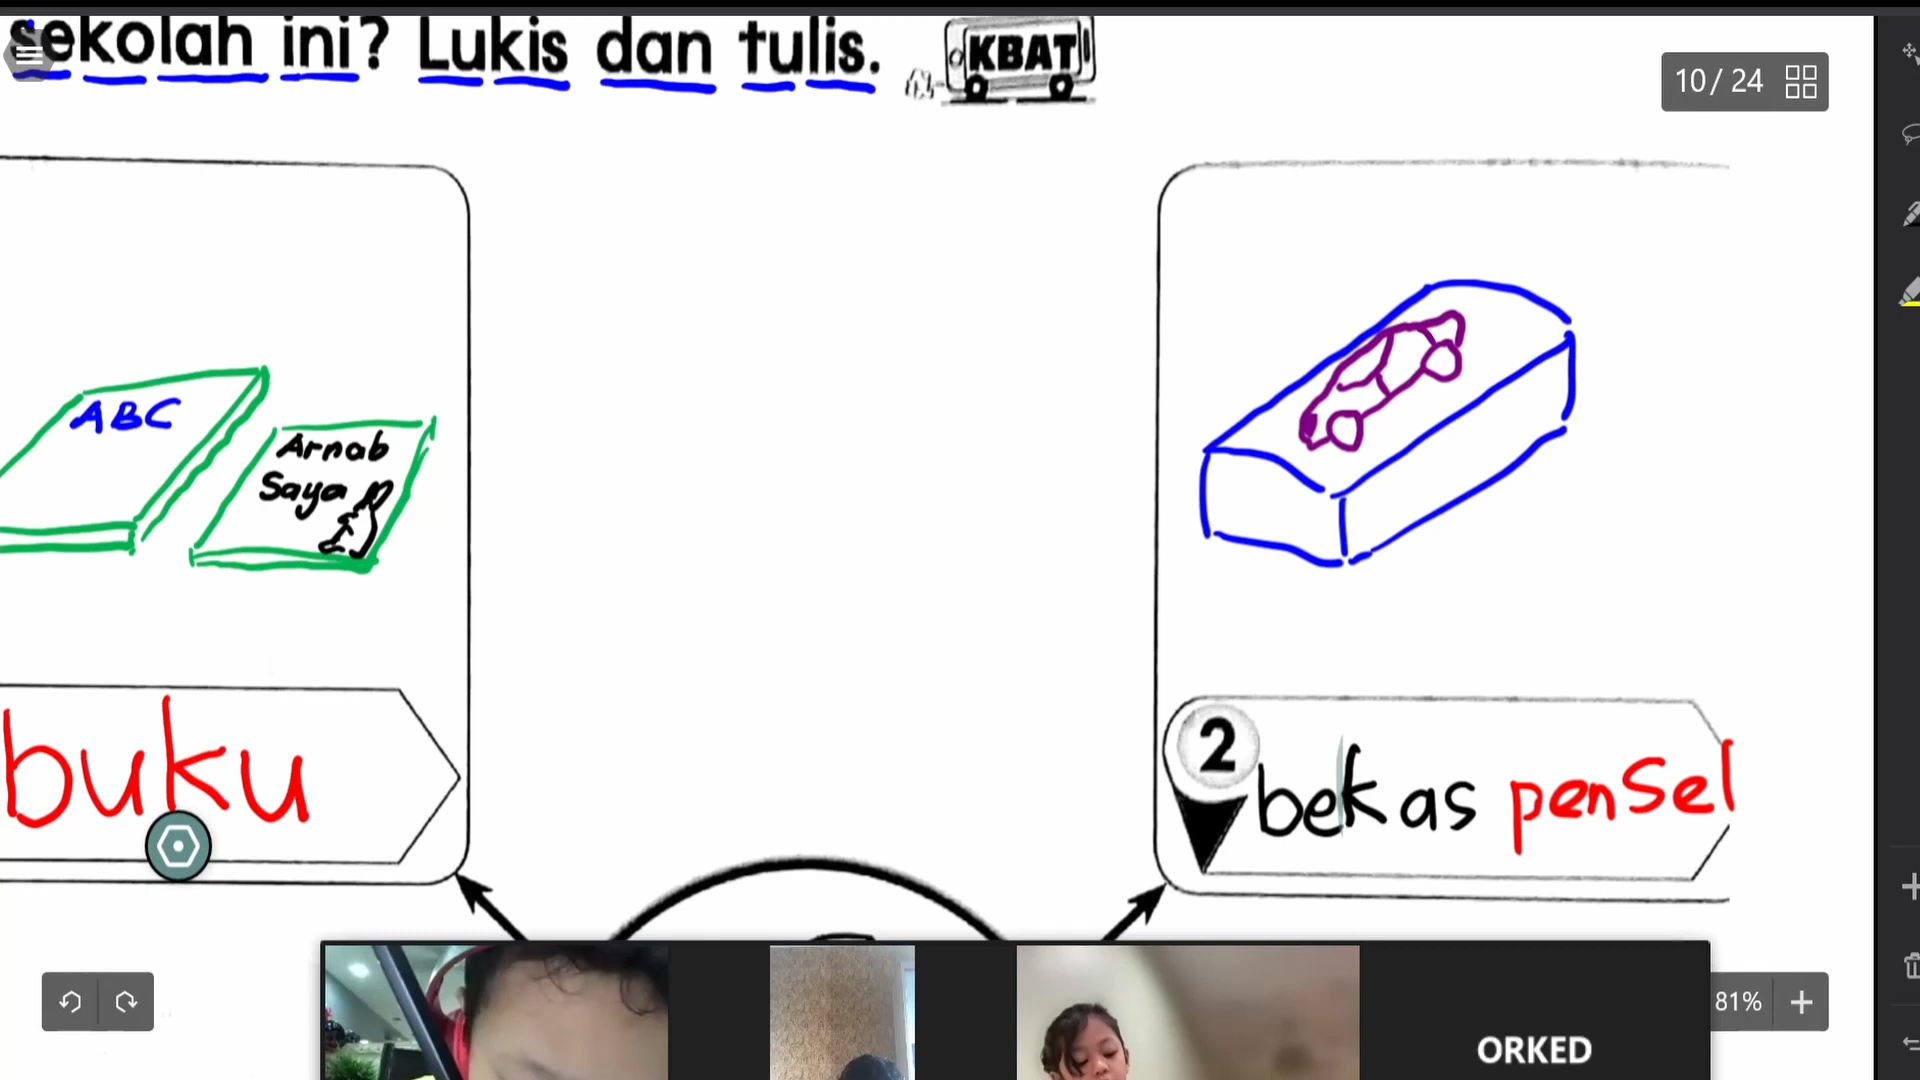 sekolah ini? Lukis dan tulis.
KBAT
10 / 24
ABC
Arnab
Saya
buku
2
bekas pensel
81%
ORKED